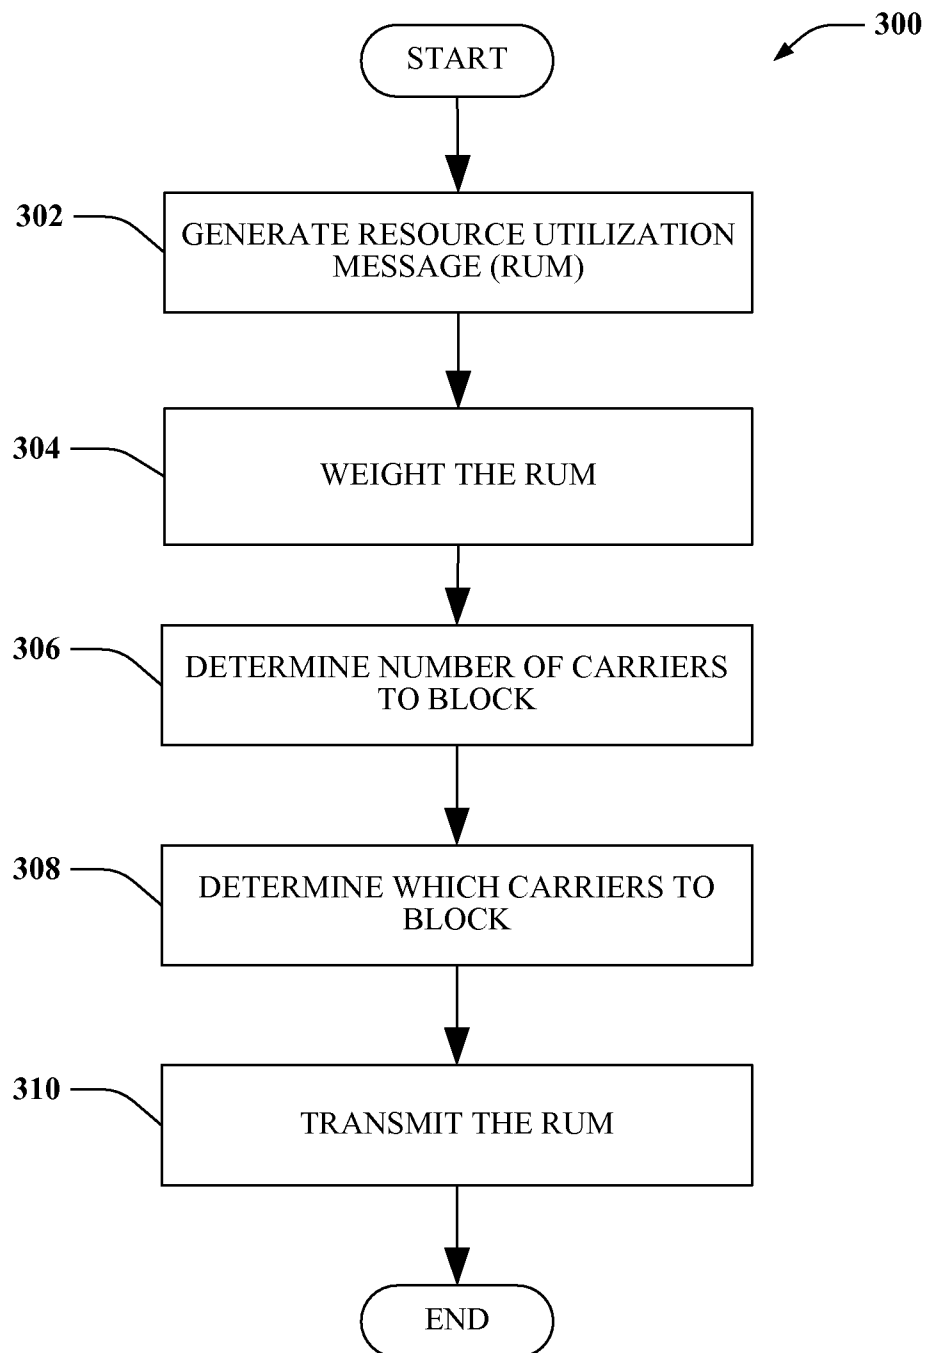 300
START
302
GENERATE RESOURCE UTILIZATION
MESSAGE (RUM)
304
WEIGHT THE RUM
306
DETERMINE NUMBER OF CARRIERS
TO BLOCK
308
DETERMINE WHICH CARRIERS TO
BLOCK
310
TRANSMIT THE RUM
END